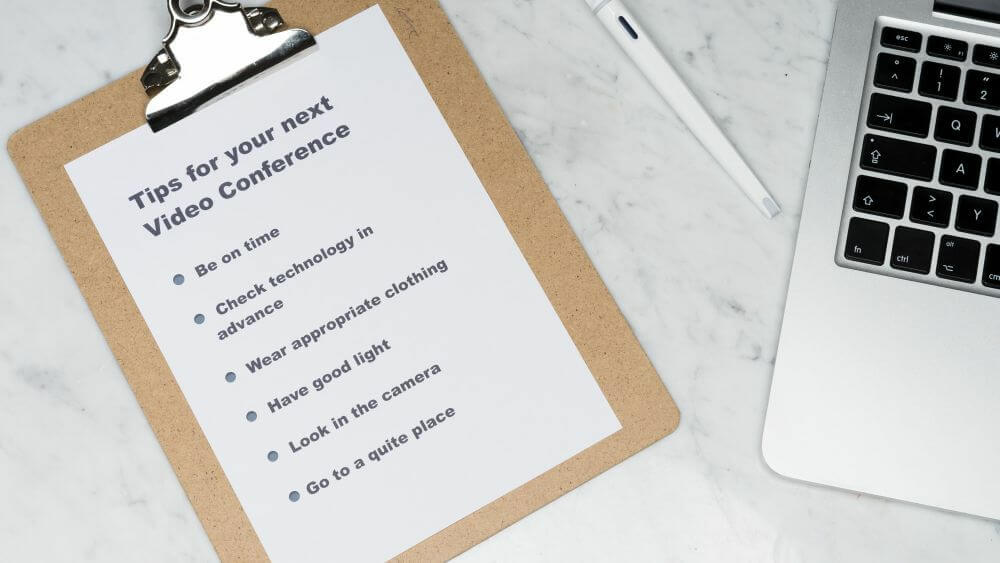 Tips for your next
Video Conference
Be on time
Check technology in
advance
Wear appropriate clothing
Have good light
Look in the camera
Go to a quite place
esc
F1
! 1
" 2
Q
A
> <
Y
fn
ctrl
alt
cm